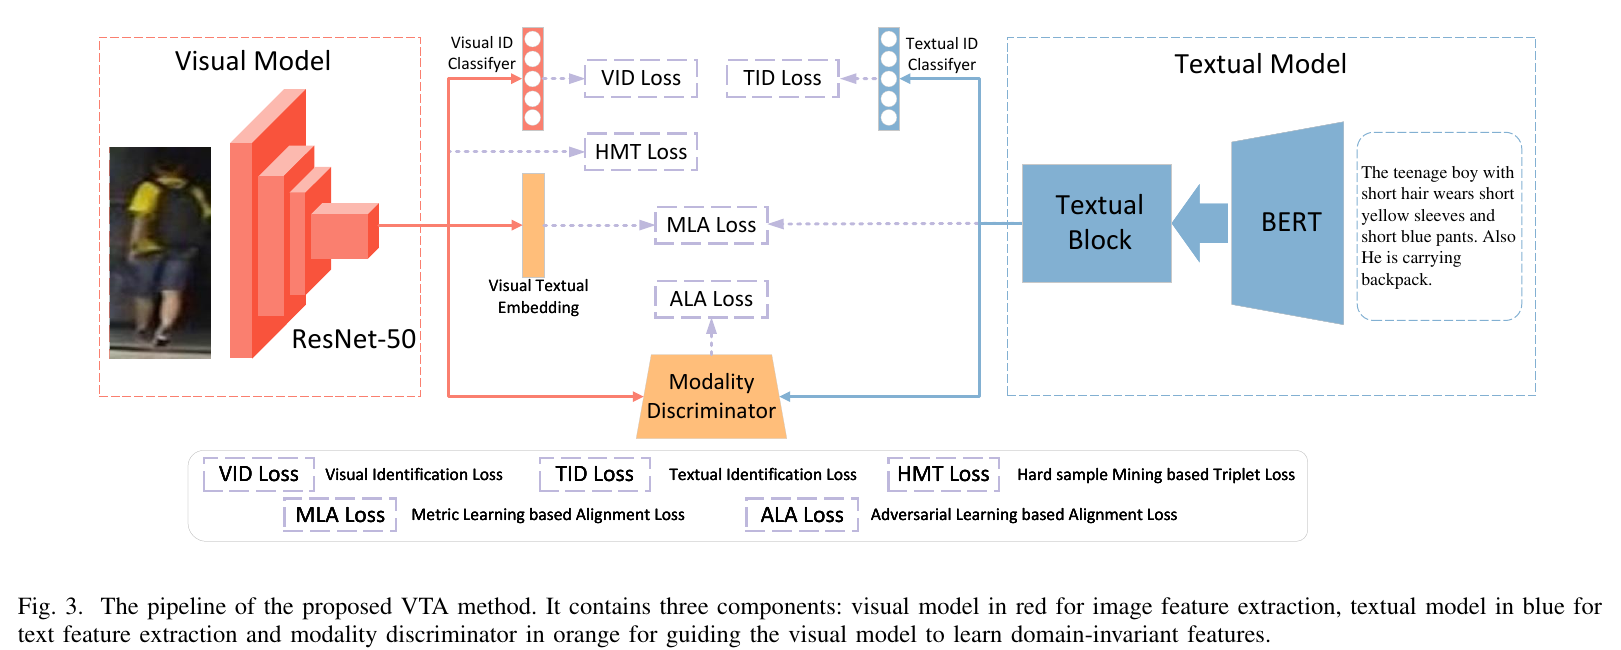 Visual Model
ResNet-50
Visual ID
Classifyer
VID Loss
TID Loss
Textual ID
Classifyer
HMT Loss
MLA Loss
Visual Textual
Embedding
ALA Loss
Modality
Discriminator
Textual Model
Textual
Block
BERT
The teenage boy with
short hair wears short
yellow sleeves and
short blue pants. Also
He is carrying
backpack.
VID Loss Visual Identification Loss
TID Loss Textual Identification Loss
HMT Loss Hard sample Mining based Triplet Loss
MLA Loss Metric Learning based Alignment Loss
ALA Loss Adversarial Learning based Alignment Loss
Fig. 3. The pipeline of the proposed VTA method. It contains three components: visual model in red for image feature extraction, textual model in blue for
text feature extraction and modality discriminator in orange for guiding the visual model to learn domain-invariant features.